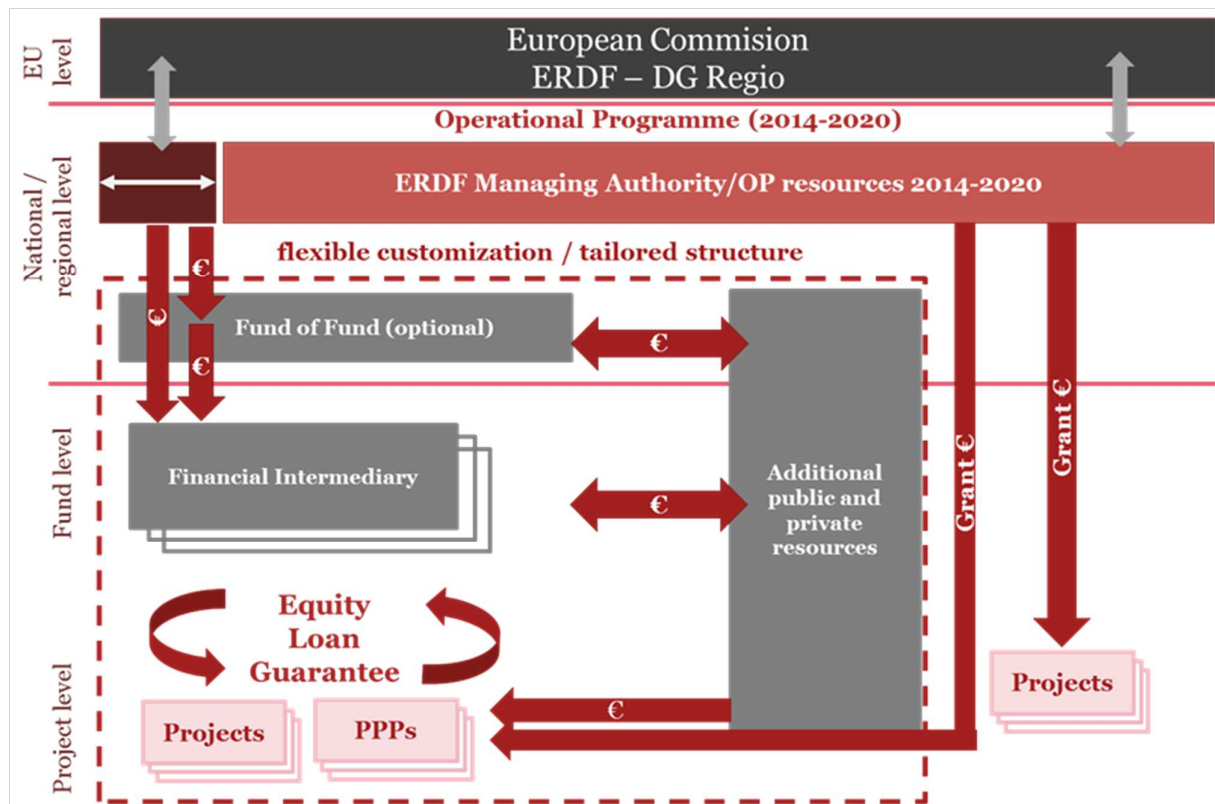 EU
level
European Commision
ERDF – DG Regio
Operational Programme (2014-2020)
National /
regional level
ERDF Managing Authority/OP resources 2014-2020
flexible customization / tailored structure
€
€
Fund of Fund (optional)
€
€
Fund level
Financial Intermediary
€
Additional
public and
private
resources
Grant €
Grant €
Project level
Equity
Loan
Guarantee
Projects
PPPs
€
Projects